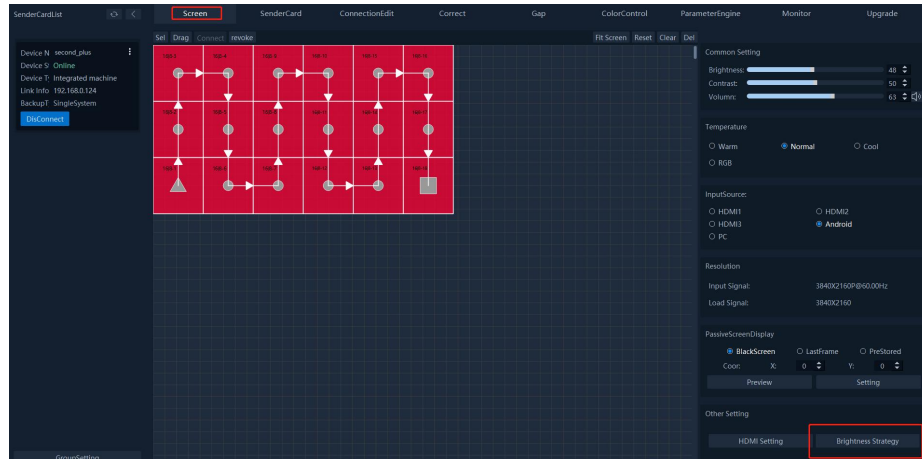 SenderCardList
Screen SenderCard ConnectionEdit Correct Gap ColorControl ParameterEngine Monitor Upgrade
Sel Drag Connect revoke Fit Screen Reset Clear Del
Device N second_plus
Device S Online
Device T Integrated machine
Link Info 192.168.0.124
BackupT SingleSystem
DisConnect
GroupSetting
Common Setting
Brightness: 48
Contrast: 50
Volumn: 63
Temperature
Warm Normal Cool
RGB
InputSource:
HDMI1 HDMI2
HDMI3 Android
PC
Resolution
Input Signal: 3840X2160P@60.00Hz
Load Signal: 3840X2160
PassiveScreenDisplay
BlackScreen LastFrame PreStored
Coor: X: 0 Y: 0
Preview Setting
Other Setting
HDMI Setting Brightness Strategy